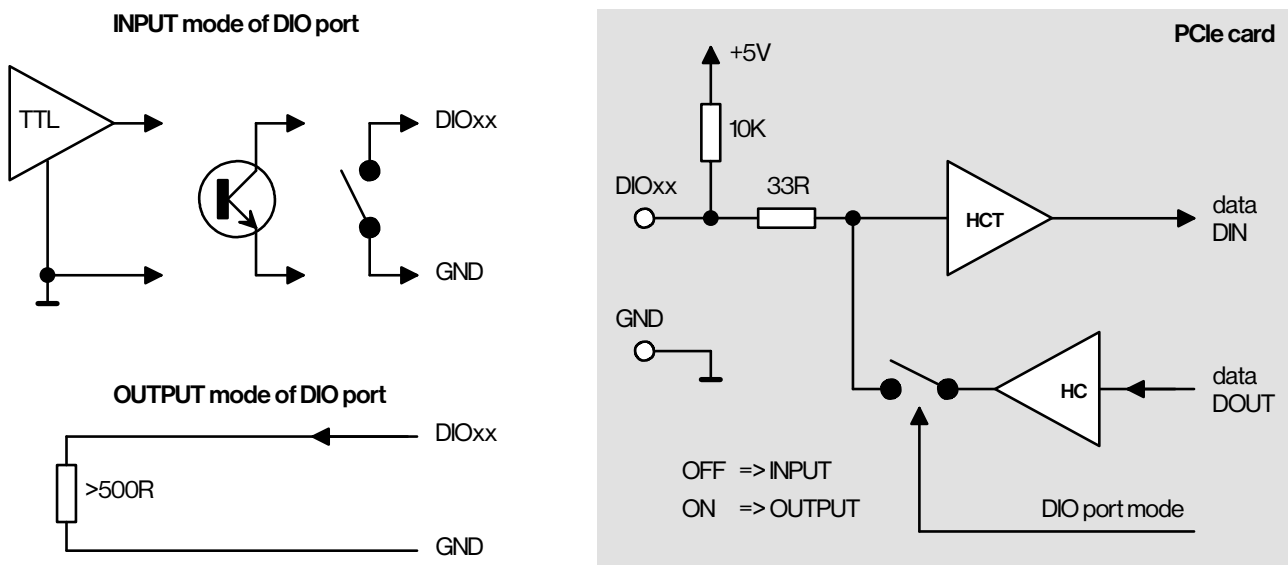 INPUT mode of DIO port
TTL
DIOxx
GND
OUTPUT mode of DIO port
DIOxx
>500R
GND
PCIe card
+5V
10K
DIOxx
33R
HCT
data
DIN
GND
HC
data
DOUT
OFF => INPUT
ON => OUTPUT
DIO port mode